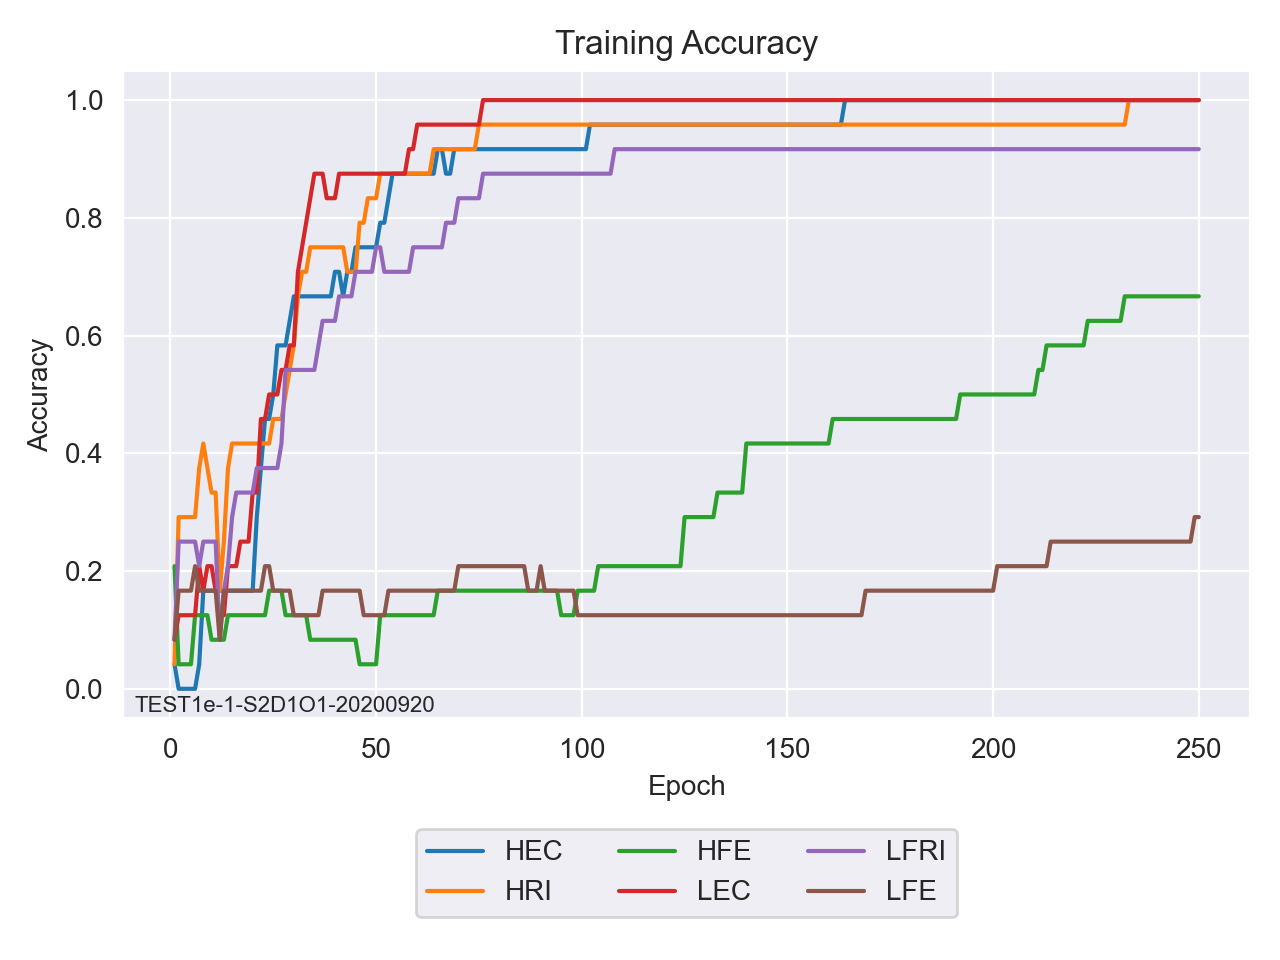 Training Accuracy
1.0
0.8
0.6
0.4
0.2
0.0
Accuracy
TEST1e-1-S2D1O1-20200920
0 50 100 150 200 250
Epoch
HEC HFE LFRI
HRI LEC LFE